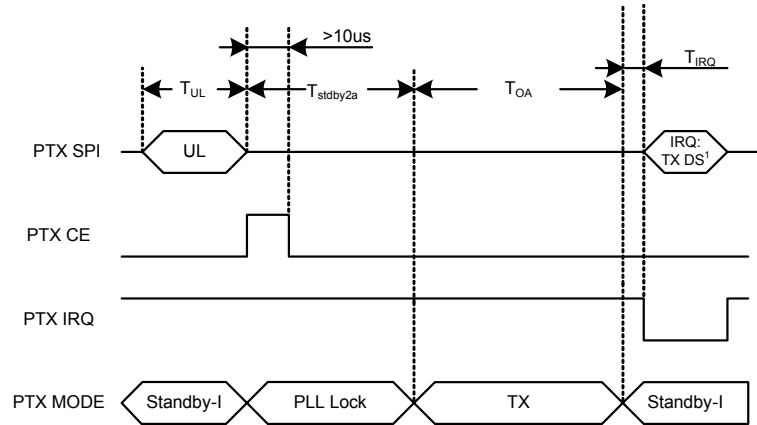 >10us
TUL
Tstdby2a
TOA
TIRQ
PTX SPI
UL
IRQ:
TX DS¹
PTX CE
PTX IRQ
PTX MODE
Standby-I
PLL Lock
TX
Standby-I